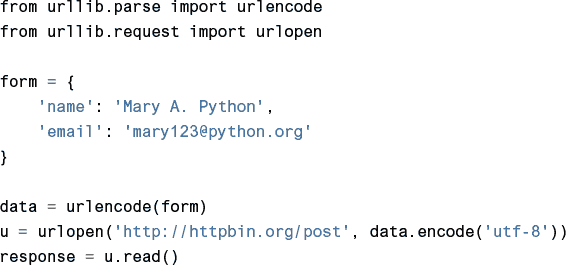 from urllib.parse import urlencode
from urllib.request import urlopen

form = {
    'name': 'Mary A. Python',
    'email': 'mary123@python.org'
}

data = urlencode(form)
u = urlopen('http://httpbin.org/post', data.encode('utf-8'))
response = u.read()